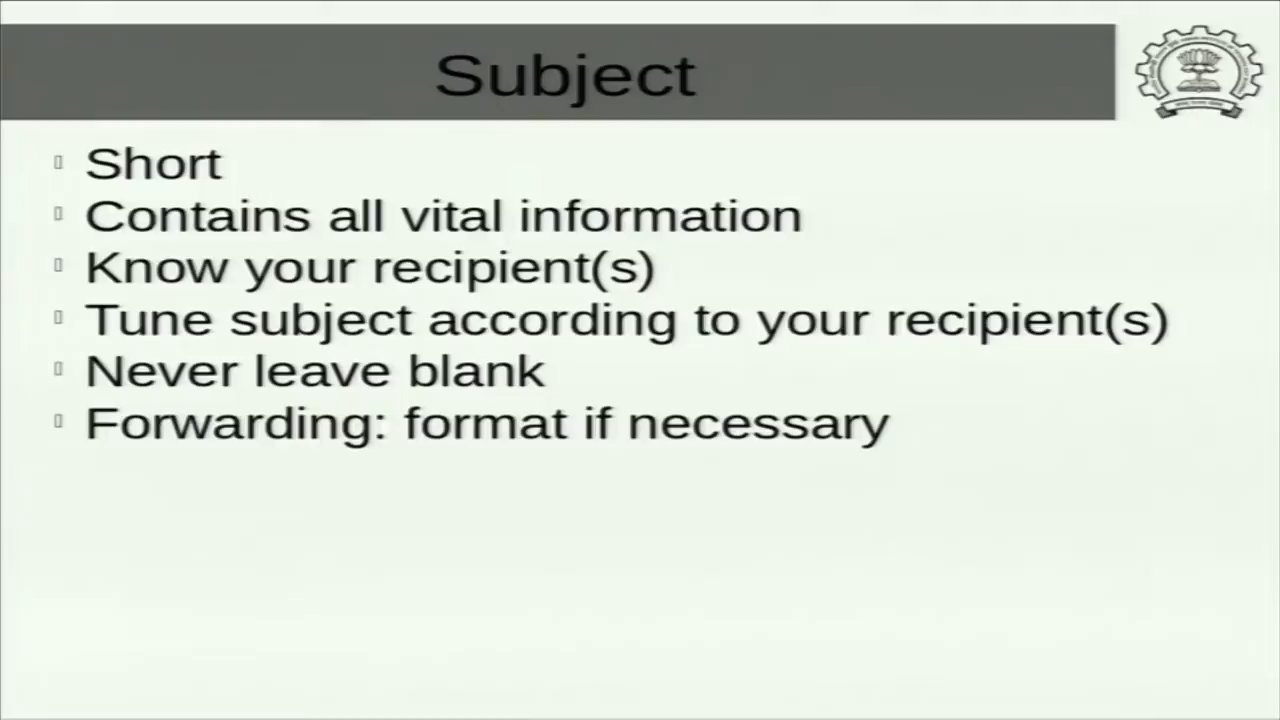 Subject
Short
Contains all vital information
Know your recipient(s)
Tune subject according to your recipient(s)
Never leave blank
Forwarding: format if necessary